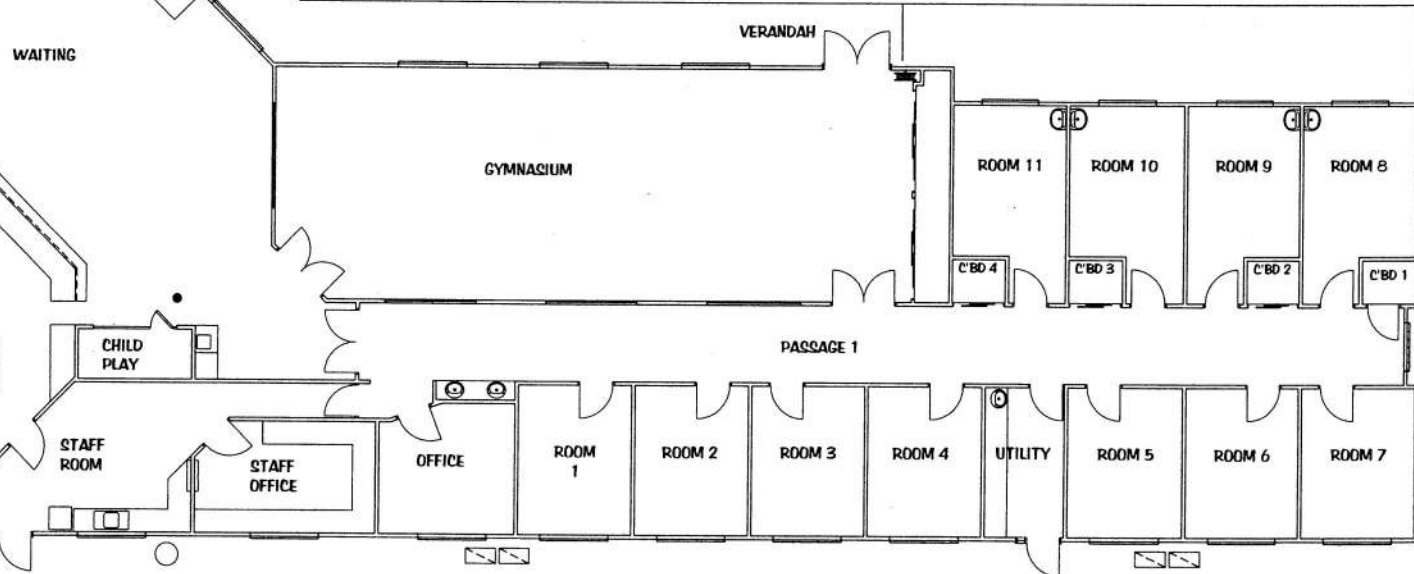 VERANDAH
WAITING
GYMNASIUM
ROOM 11
ROOM 10
ROOM 9
ROOM 8
C'BD 4
C'BD 3
C'BD 2
C'BD 1
CHILD
PLAY
PASSAGE 1
STAFF
ROOM
STAFF
OFFICE
OFFICE
ROOM
1
ROOM 2
ROOM 3
ROOM 4
UTILITY
ROOM 5
ROOM 6
ROOM 7